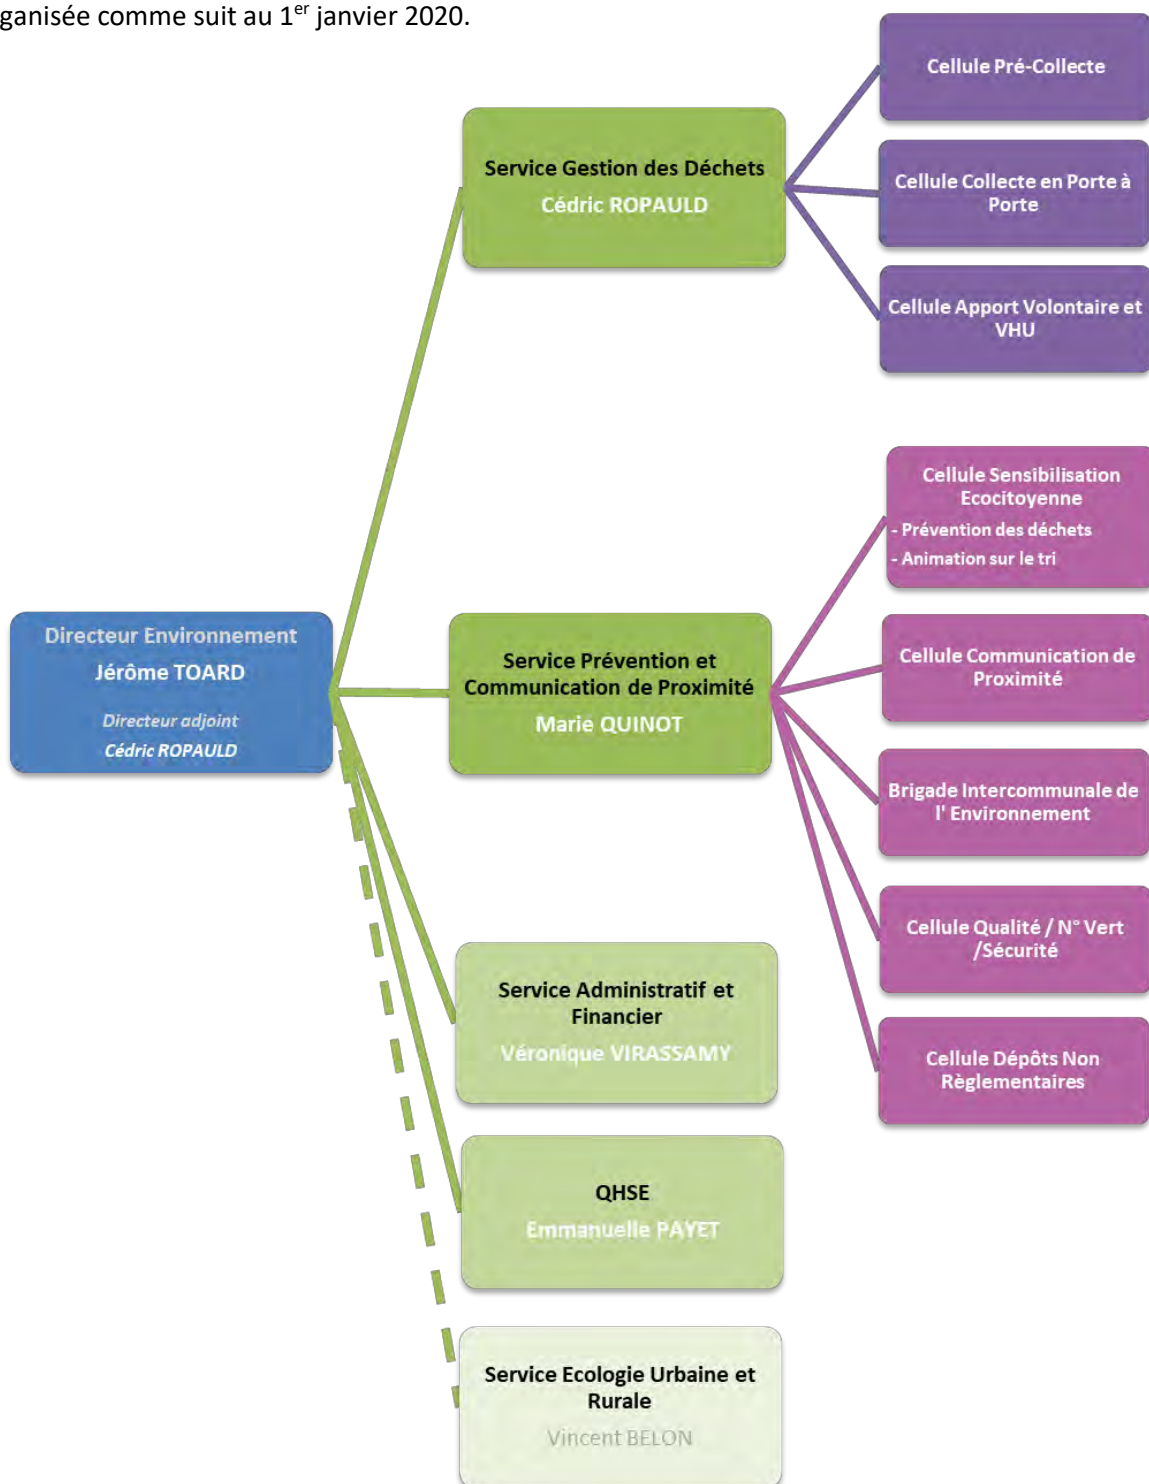 ganisée comme suit au 1er janvier 2020.
Cellule Pré-Collecte
Service Gestion des Déchets
Cédric ROPAULD
Cellule Collecte en Porte à
Porte
Cellule Apport Volontaire et
VHU
Cellule Sensibilisation
Ecocitoyenne
- Prévention des déchets
- Animation sur le tri
Directeur Environnement
Jérôme TOARD
Directeur adjoint
Cédric ROPAULD
Service Prévention et
Communication de Proximité
Marie QUINOT
Cellule Communication de
Proximité
Brigade Intercommunale de
l' Environnement
Cellule Qualité / N° Vert
/Sécurité
Service Administratif et
Financier
Véronique VIRASSAMY
Cellule Dépôts Non
Règlementaires
QHSE
Emmanuelle PAYET
Service Ecologie Urbaine et
Rurale
Vincent BELON